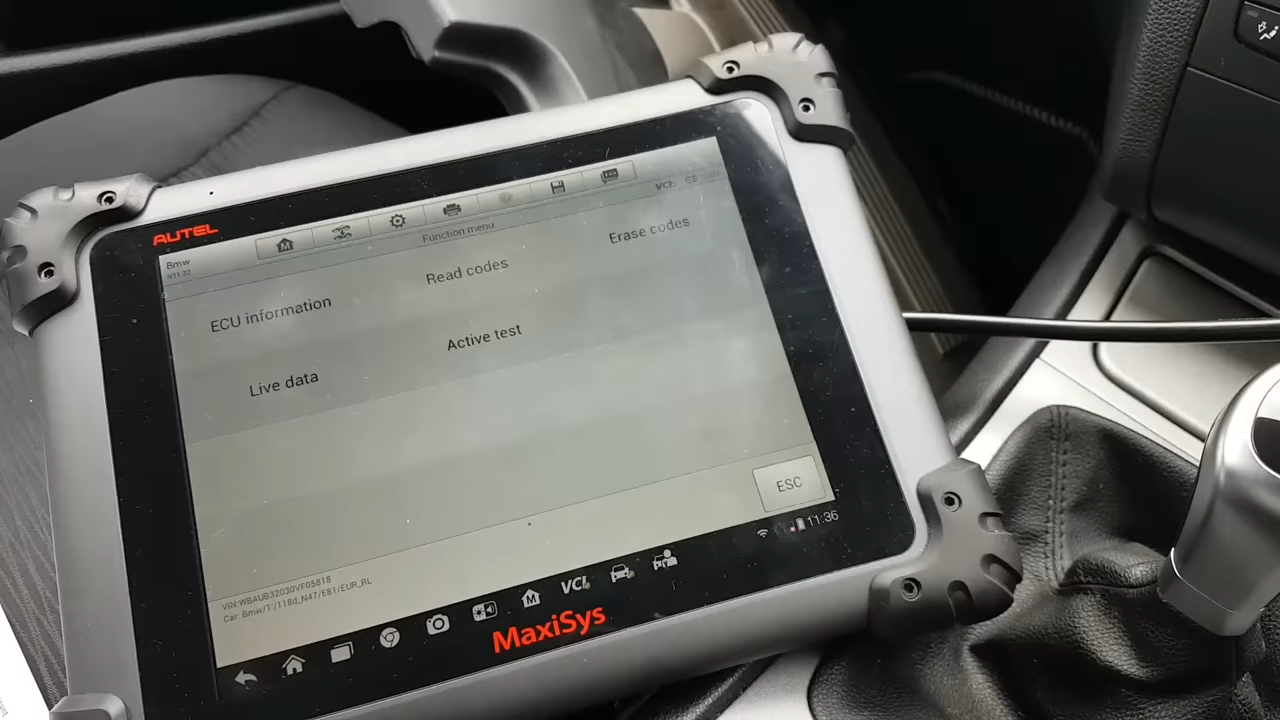 AUTEL
Bmw
V11.32
Function menu
VCI
ECU information
Read codes
Erase codes
Live data
Active test
ESC
VIN:WBAUB32030VF05818
Car: Bmw/1'/118d_N47/E81/EUR_RL
VCI
11:36
MaxiSys